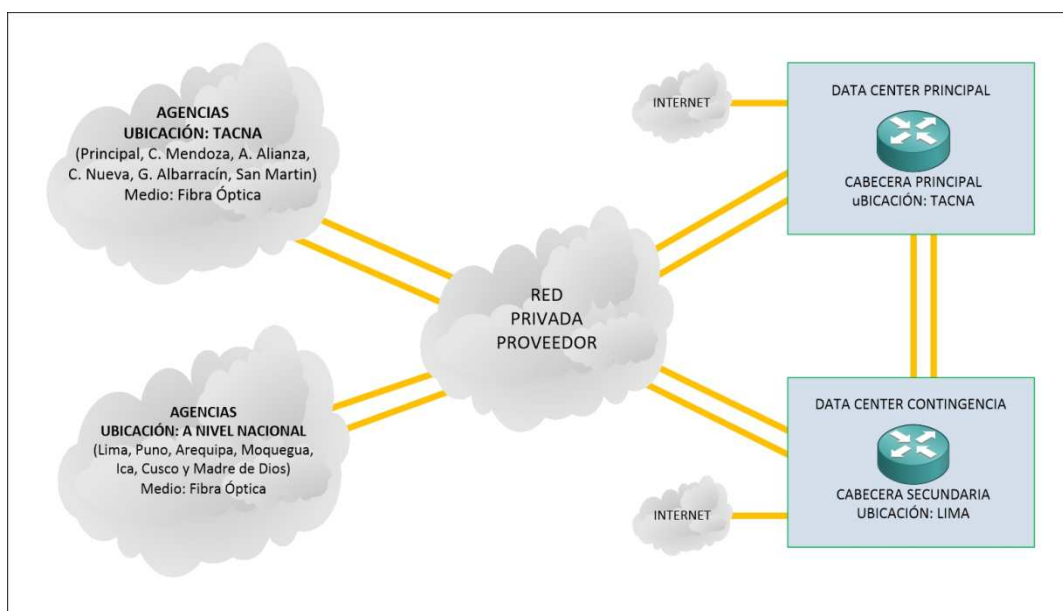 AGENCIAS
UBICACIÓN: TACNA
(Principal, C. Mendoza, A. Alianza,
C. Nueva, G. Albarracín, San Martin)
Medio: Fibra Óptica
AGENCIAS
UBICACIÓN: A NIVEL NACIONAL
(Lima, Puno, Arequipa, Moquegua,
Ica, Cusco y Madre de Dios)
Medio: Fibra Óptica
RED
PRIVADA
PROVEEDOR
INTERNET
DATA CENTER PRINCIPAL
CABECERA PRINCIPAL
uBICACIÓN: TACNA
DATA CENTER CONTINGENCIA
CABECERA SECUNDARIA
UBICACIÓN: LIMA
INTERNET